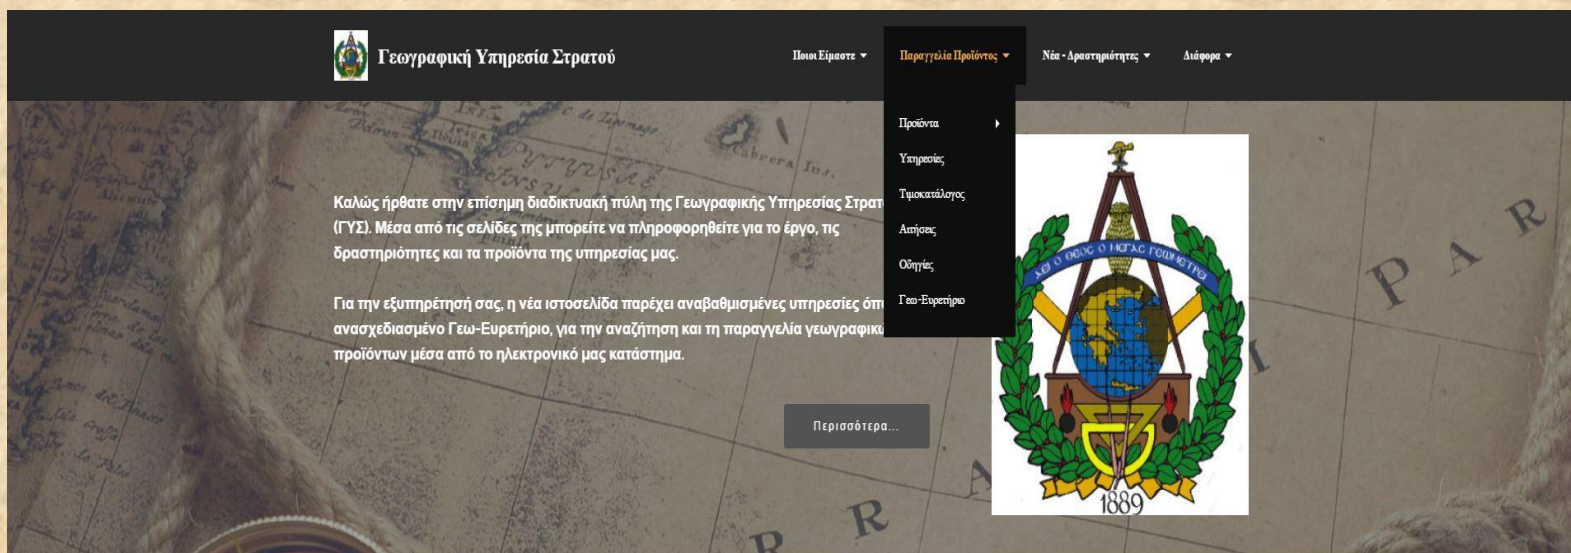 Γεωγραφική Υπηρεσία Στρατού
Ποιοι Είμαστε
Παραγγελία Προϊόντος
Νέα - Δραστηριότητες
Διάφορα
Προϊόντα
Υπηρεσίες
Τιμοκατάλογος
Αιτήσεις
Οδηγίες
Γεω-Ευρετήριο
Καλώς ήρθατε στην επίσημη διαδικτυακή πύλη της Γεωγραφικής Υπηρεσίας Στρατ
(ΓΥΣ). Μέσα από τις σελίδες της μπορείτε να πληροφορηθείτε για το έργο, τις
δραστηριότητες και τα προϊόντα της υπηρεσίας μας.
Για την εξυπηρέτησή σας, η νέα ιστοσελίδα παρέχει αναβαθμισμένες υπηρεσίες όπ
ανασχεδιασμένο Γεω-Ευρετήριο, για την αναζήτηση και τη παραγγελία γεωγραφικώ
προϊόντων μέσα από το ηλεκτρονικό μας κατάστημα.
Περισσότερα...
ΑΕΙ Ο ΘΕΟΣ Ο ΜΕΓΑΣ ΓΕΩΜΕΤΡΕΙ
1889
Cabrera Ins.
P A R
R R A